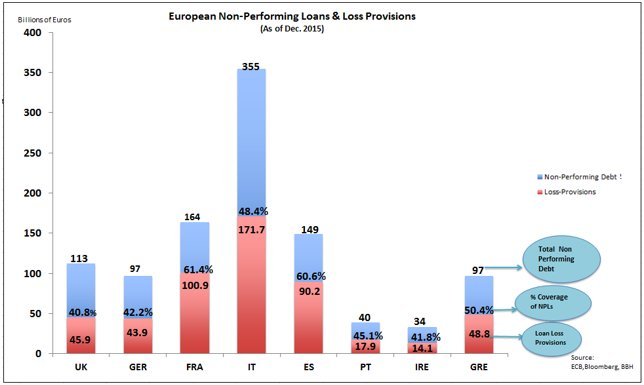 European Non-Performing Loans & Loss Provisions
(As of Dec. 2015)
Billions of Euros
400
350
300
250
200
150
100
50
0
113
40.8%
45.9
97
42.2%
43.9
164
61.4%
100.9
355
48.4%
171.7
149
60.6%
90.2
40
45.1%
17.9
34
41.8%
14.1
97
50.4%
48.8
UK GER FRA IT ES PT IRE GRE
Non-Performing Debt
Loss-Provisions
Total Non
Performing
Debt
% Coverage
of NPLs
Loan Loss
Provisions
Source:
ECB,Bloomberg, BBH